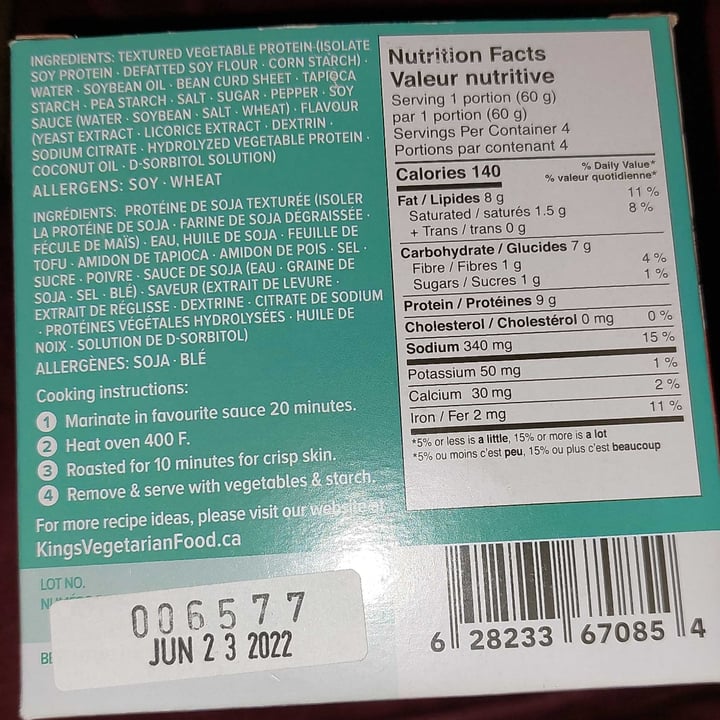 INGREDIENTS: TEXTURED VEGETABLE PROTEIN (ISOLATE
SOY PROTEIN · DEFATTED SOY FLOUR · CORN STARCH) ·
WATER · SOYBEAN OIL · BEAN CURD SHEET · TAPIOCA
STARCH · PEA STARCH · SALT · SUGAR · PEPPER · SOY
SAUCE (WATER · SOYBEAN · SALT · WHEAT) · FLAVOUR
(YEAST EXTRACT · LICORICE EXTRACT · DEXTRIN ·
SODIUM CITRATE · HYDROLYZED VEGETABLE PROTEIN ·
COCONUT OIL · D-SORBITOL SOLUTION)
ALLERGENS: SOY · WHEAT
INGRÉDIENTS: PROTÉINE DE SOJA TEXTURÉE (ISOLER
LA PROTÉINE DE SOJA · FARINE DE SOJA DÉGRAISSÉE ·
FÉCULE DE MAÏS) · EAU, HUILE DE SOJA · FEUILLE DE
TOFU · AMIDON DE TAPIOCA · AMIDON DE POIS · SEL ·
SUCRE · POIVRE · SAUCE DE SOJA (EAU · GRAINE DE
SOJA · SEL · BLÉ) · SAVEUR (EXTRAIT DE LEVURE ·
EXTRAIT DE RÉGLISSE · DEXTRINE · CITRATE DE SODIUM
· PROTÉINES VÉGÉTALES HYDROLYSÉES · HUILE DE
NOIX · SOLUTION DE D-SORBITOL)
ALLERGÈNES: SOJA · BLÉ
Cooking instructions:
1 Marinate in favourite sauce 20 minutes.
2 Heat oven 400 F.
3 Roasted for 10 minutes for crisp skin.
4 Remove & serve with vegetables & starch.
For more recipe ideas, please visit our website at
KingsVegetarianFood.ca
LOT NO.
006577
JUN 23 2022
Nutrition Facts
Valeur nutritive
Serving 1 portion (60 g)
par 1 portion (60 g)
Servings Per Container 4
Portions par contenant 4
Calories 140 % Daily Value*
% valeur quotidienne*
Fat / Lipides 8 g 11 %
Saturated / saturés 1.5 g 8 %
+ Trans / trans 0 g
Carbohydrate / Glucides 7 g
Fibre / Fibres 1 g 4 %
Sugars / Sucres 1 g 1 %
Protein / Protéines 9 g
Cholesterol / Cholestérol 0 mg 0 %
Sodium 340 mg 15 %
Potassium 50 mg 1 %
Calcium 30 mg 2 %
Iron / Fer 2 mg 11 %
*5% or less is a little, 15% or more is a lot
*5% ou moins c'est peu, 15% ou plus c'est beaucoup
6 28233 67085 4